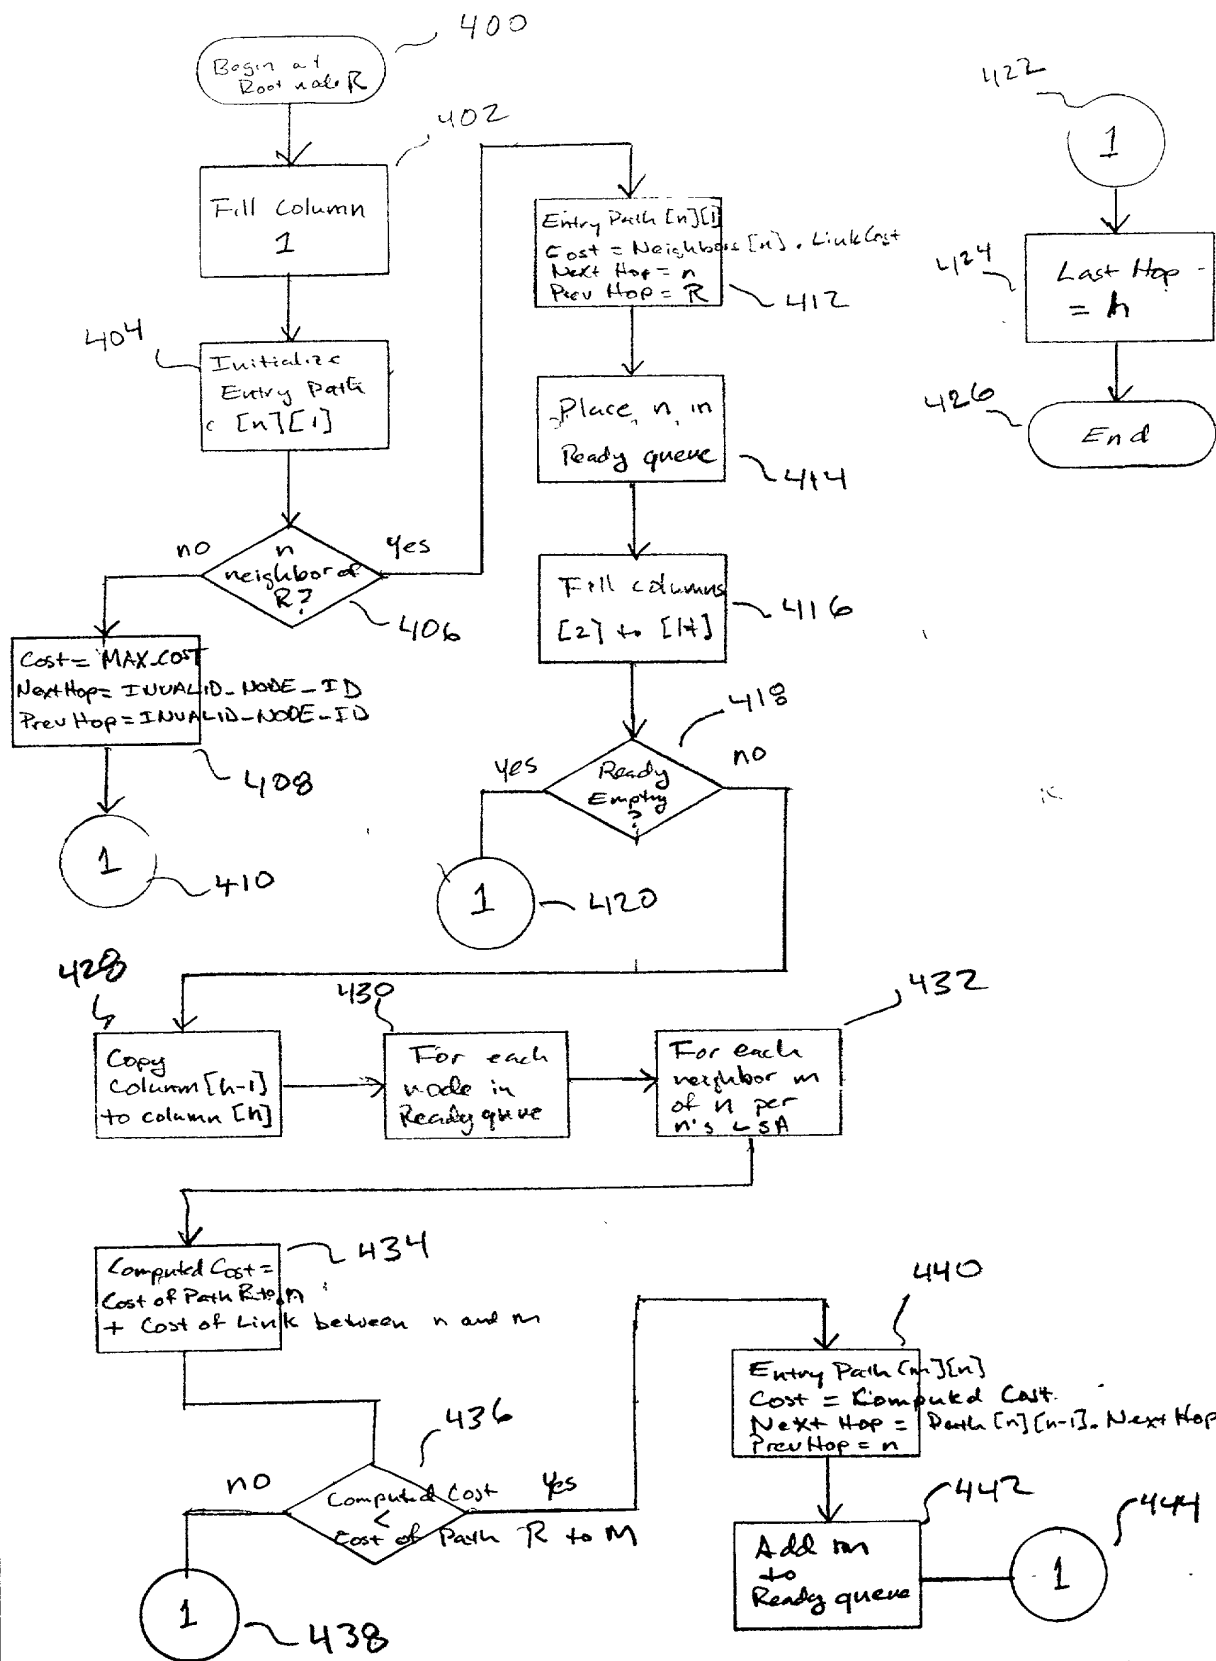 400
Begin at
Root node R
402
Fill Column
1
404
Initialize
Entry Path
[n][1]
n
neighbor of
R?
no
yes
406
Cost = MAX_COST
Next Hop = INVALID_NODE_ID
Prev Hop = INVALID_NODE_ID
408
1
410
Entry Path [n][1]
Cost = Neighbors [n] . Link Cost
Next Hop = n
Prev Hop = R
412
Place n in
Ready queue
414
Fill columns
[2] to [H]
416
418
Ready
Empty
?
yes
no
1
420
422
1
424
Last Hop
= h
426
End
428
Copy
Column [h-1]
to column [h]
430
For each
node in
Ready queue
432
For each
neighbor m
of n per
n's LSA
434
Computed Cost =
Cost of Path R to n
+ Cost of Link between n and m
436
Computed Cost
<
Cost of Path R to M
no
Yes
1
438
440
Entry Path [m][n]
Cost = Computed Cost
Next Hop = Path [n][n-1]. Next Hop
Prev Hop = n
442
Add m
to
Ready queue
444
1